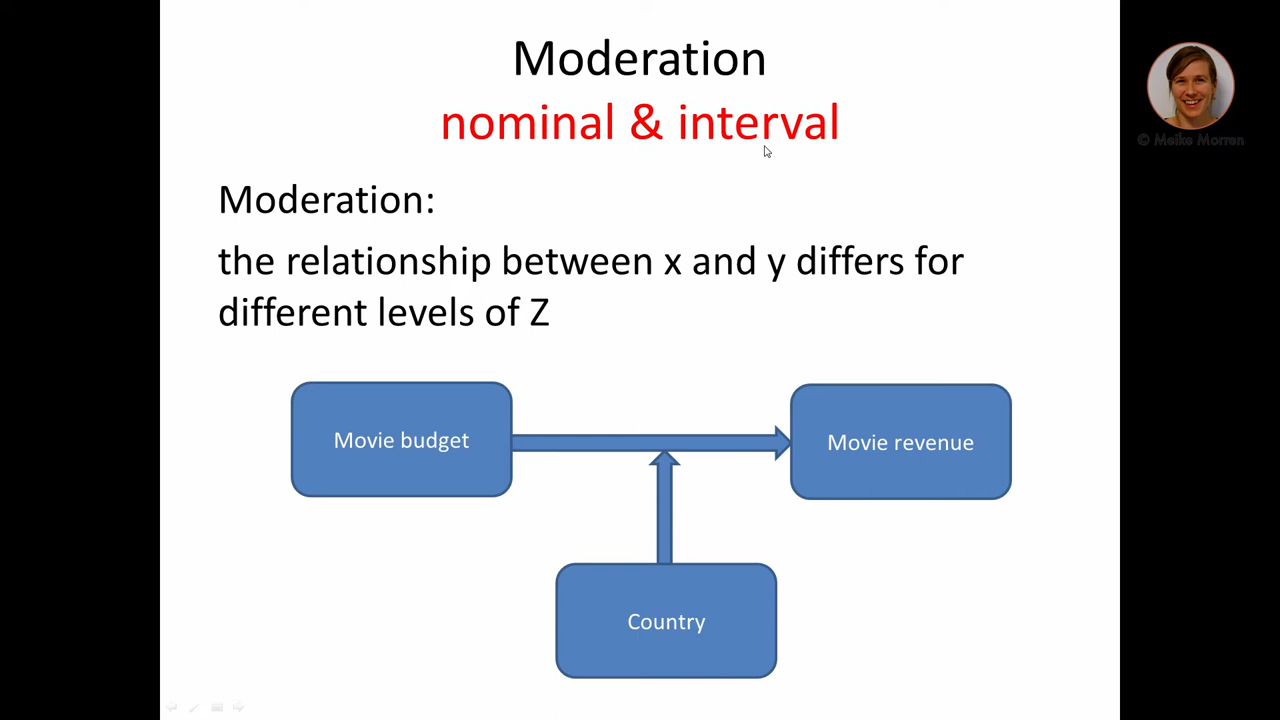 Moderation
nominal & interval
© Meike Morren
Moderation:
the relationship between x and y differs for
different levels of Z
Movie budget
Movie revenue
Country